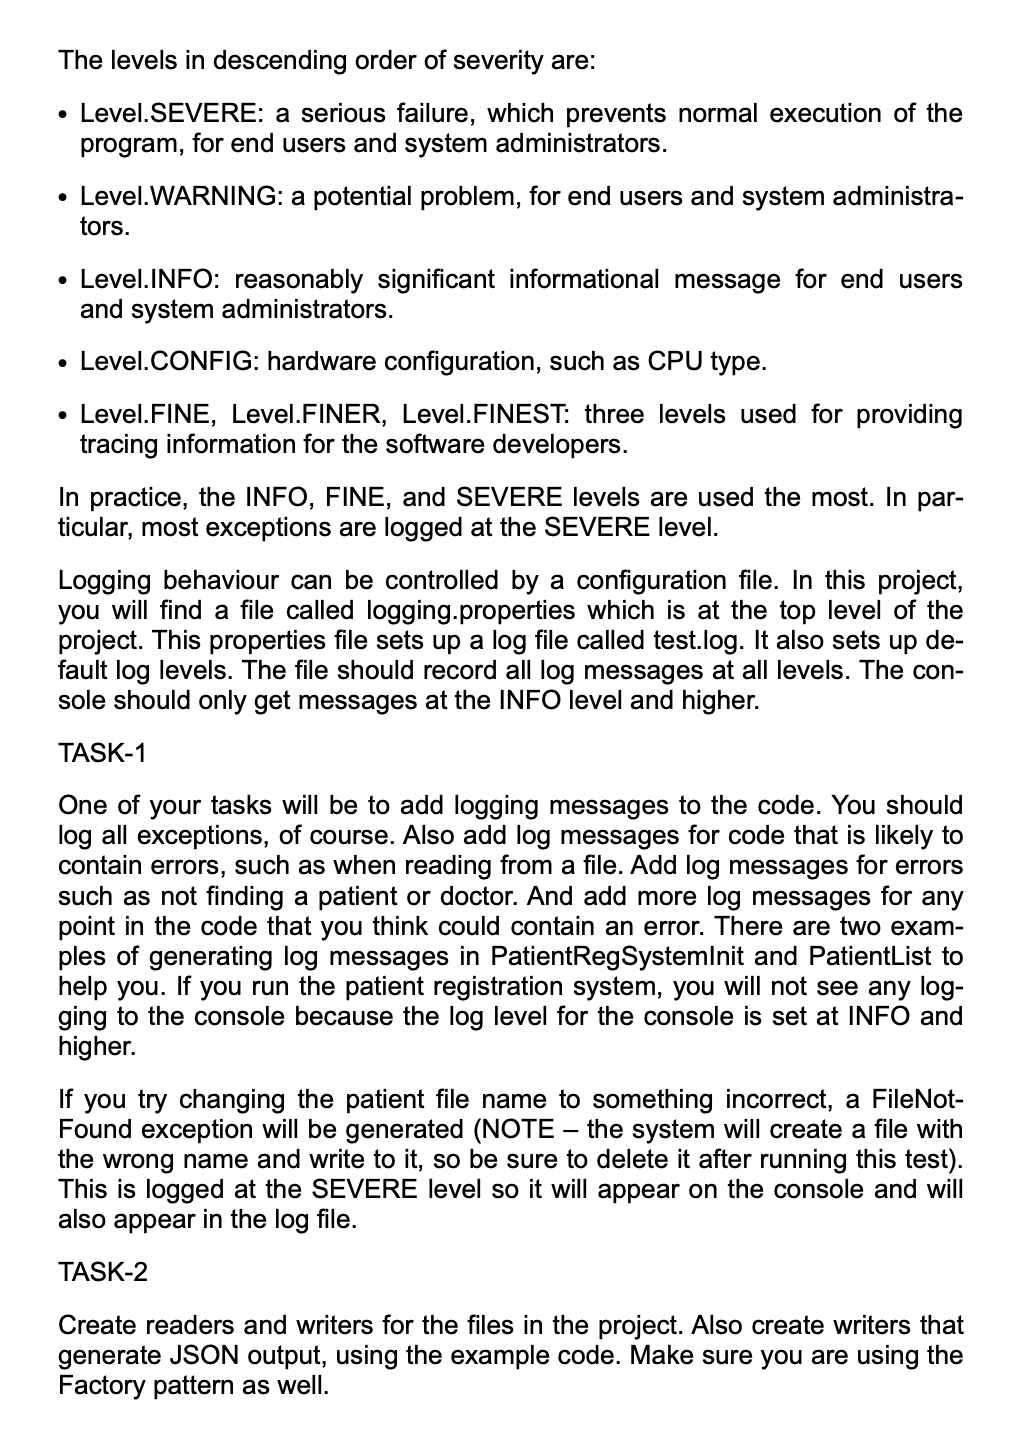 The levels in descending order of severity are:
• Level.SEVERE: a serious failure, which prevents normal execution of the
program, for end users and system administrators.
• Level.WARNING: a potential problem, for end users and system administra-
tors.
• Level.INFO: reasonably significant informational message for end users
and system administrators.
• Level.CONFIG: hardware configuration, such as CPU type.
• Level.FINE, Level.FINER, Level.FINEST: three levels used for providing
tracing information for the software developers.
In practice, the INFO, FINE, and SEVERE levels are used the most. In par-
ticular, most exceptions are logged at the SEVERE level.
Logging behaviour can be controlled by a configuration file. In this project,
you will find a file called logging.properties which is at the top level of the
project. This properties file sets up a log file called test.log. It also sets up de-
fault log levels. The file should record all log messages at all levels. The con-
sole should only get messages at the INFO level and higher.
TASK-1
One of your tasks will be to add logging messages to the code. You should
log all exceptions, of course. Also add log messages for code that is likely to
contain errors, such as when reading from a file. Add log messages for errors
such as not finding a patient or doctor. And add more log messages for any
point in the code that you think could contain an error. There are two exam-
ples of generating log messages in PatientRegSystemInit and PatientList to
help you. If you run the patient registration system, you will not see any log-
ging to the console because the log level for the console is set at INFO and
higher.
If you try changing the patient file name to something incorrect, a FileNot-
Found exception will be generated (NOTE – the system will create a file with
the wrong name and write to it, so be sure to delete it after running this test).
This is logged at the SEVERE level so it will appear on the console and will
also appear in the log file.
TASK-2
Create readers and writers for the files in the project. Also create writers that
generate JSON output, using the example code. Make sure you are using the
Factory pattern as well.